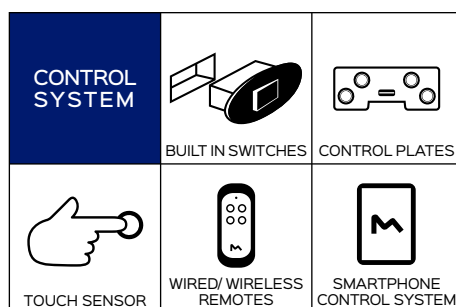 CONTROL
SYSTEM
BUILT IN SWITCHES
CONTROL PLATES
TOUCH SENSOR
WIRED/ WIRELESS
REMOTES
SMARTPHONE
CONTROL SYSTEM